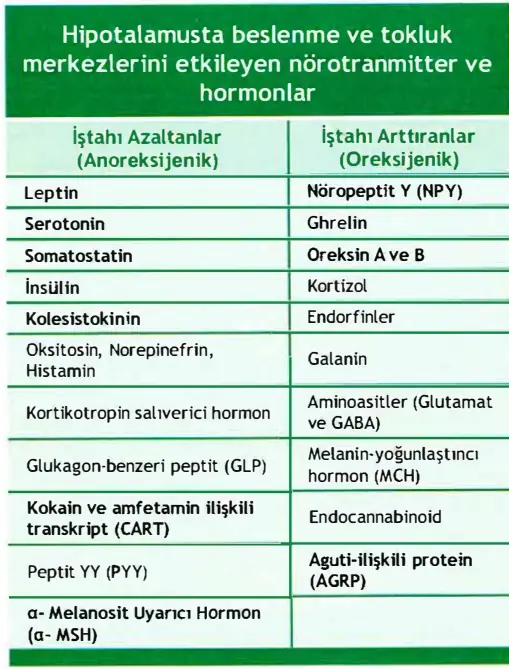 Hipotalamusta beslenme ve tokluk
merkezlerini etkileyen nörotranmitter ve
hormonlar
İştahı Azaltanlar
(Anoreksijenik)
İştahı Arttıranlar
(Oreksijenik)
Leptin
Nöropeptit Y (NPY)
Serotonin
Ghrelin
Somatostatin
Oreksin A ve B
İnsülin
Kortizol
Kolesistokinin
Endorfinler
Oksitosin, Norepinefrin,
Histamin
Galanin
Kortikotropin salıverici hormon
Aminoasitler (Glutamat
ve GABA)
Glukagon-benzeri peptit (GLP)
Melanin-yoğunlaştıncı
hormon (MCH)
Kokain ve amfetamin ilişkili
transkript (CART)
Endocannabinoid
Peptit YY (PYY)
Aguti-ilişkili protein
(AGRP)
α- Melanosit Uyarıcı Hormon
(α- MSH)